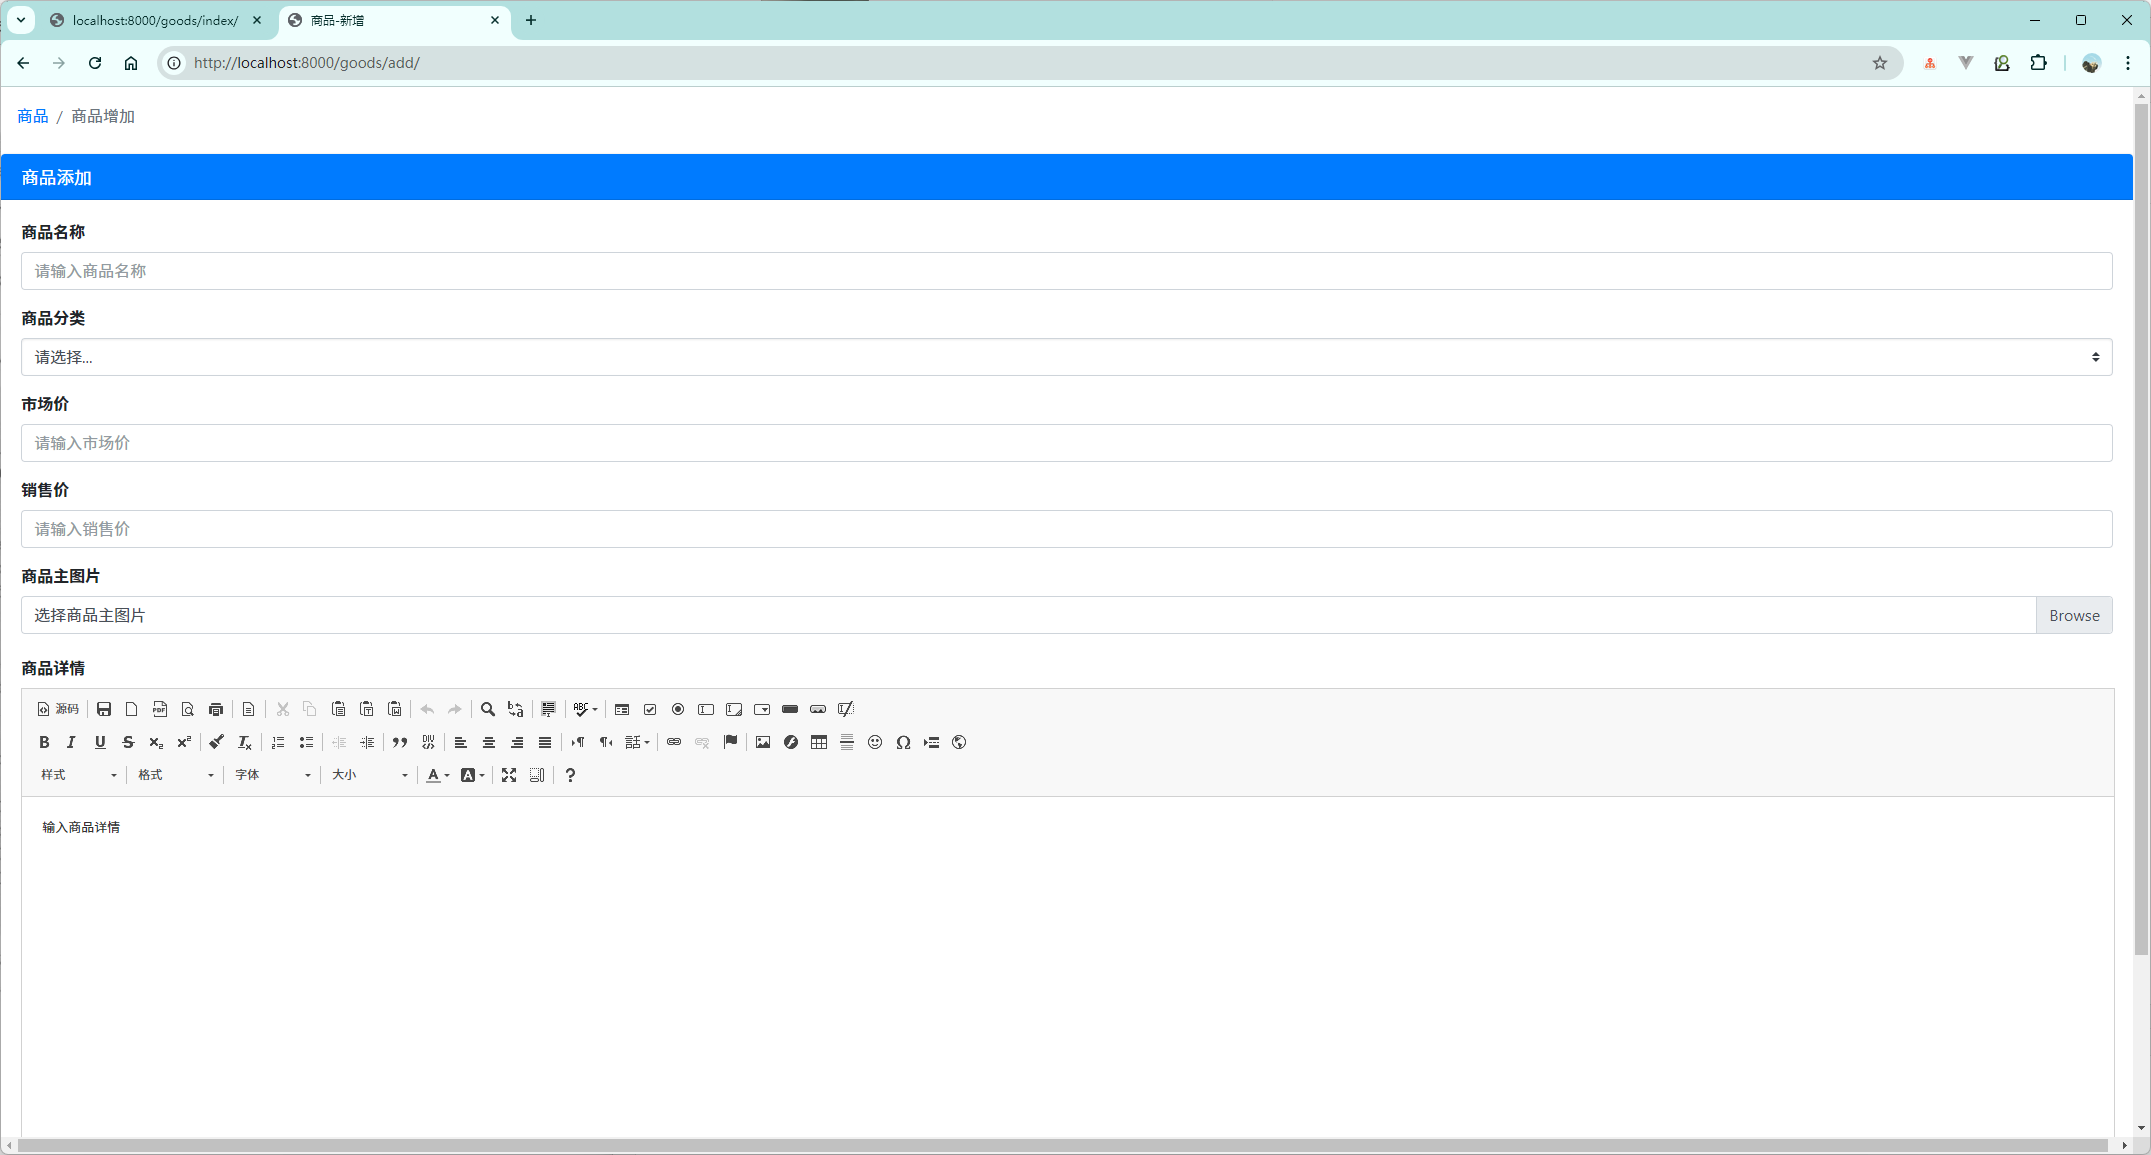 localhost:8000/goods/index/
商品-新增
http://localhost:8000/goods/add/
商品 / 商品增加
商品添加
商品名称
请输入商品名称
商品分类
请选择...
市场价
请输入市场价
销售价
请输入销售价
商品主图片
选择商品主图片 Browse
商品详情
源码
样式 格式 字体 大小
输入商品详情